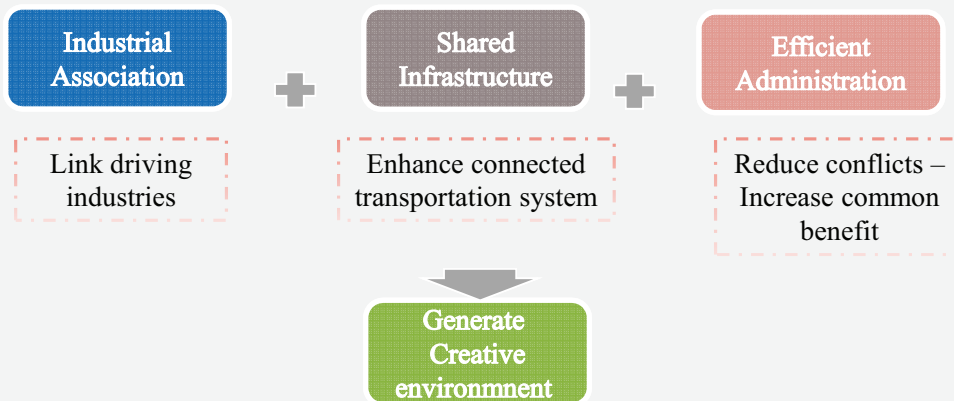 Industrial
Association
Shared
Infrastructure
Efficient
Administration
Link driving
industries
Enhance connected
transportation system
Reduce conflicts –
Increase common
benefit
Generate
Creative
environmnent